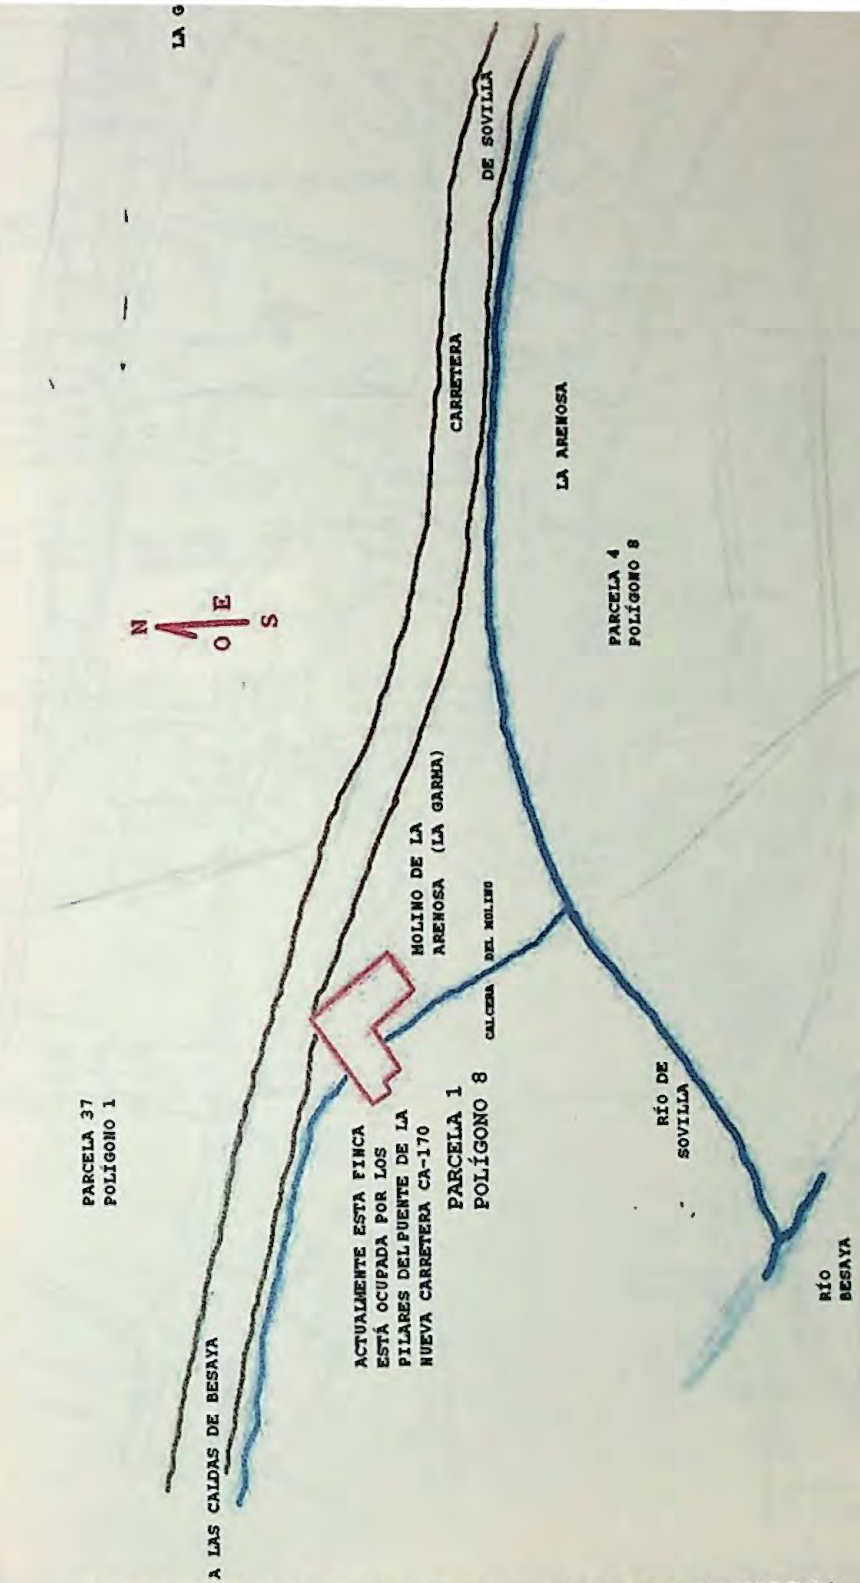 PARCELA 37
POLÍGONO 1
N
O E
S
LA G
A LAS CALDAS DE BESAYA
CARRETERA
DE SOVILLA
ACTUALMENTE ESTA FINCA
ESTÁ OCUPADA POR LOS
PILARES DEL PUENTE DE LA
NUEVA CARRETERA CA-170
MOLINO DE LA
ARENOSA (LA GARMA)
PARCELA 1
POLÍGONO 8
CALCERA DEL MOLINO
LA ARENOSA
PARCELA 4
POLÍGONO 8
RÍO DE
SOVILLA
RÍO
BESAYA